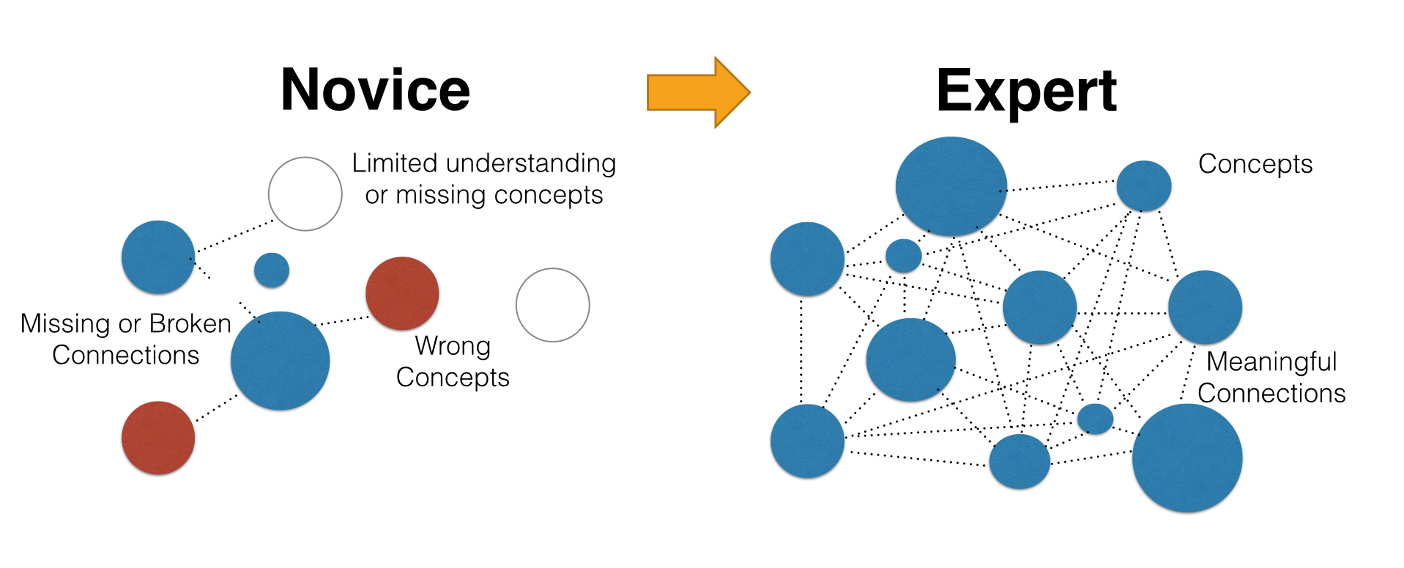 Novice
Expert
Limited understanding
or missing concepts
Missing or Broken
Connections
Wrong
Concepts
Concepts
Meaningful
Connections